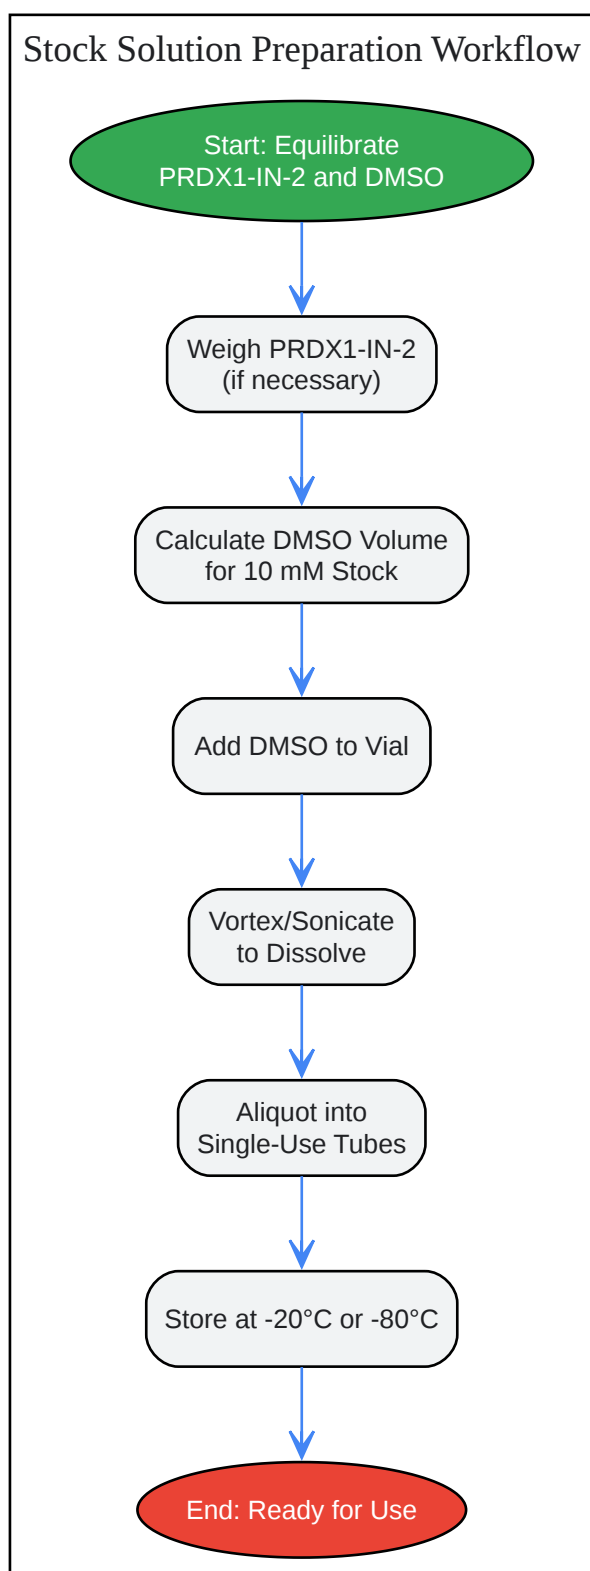 Stock Solution Preparation Workflow
Start: Equilibrate
PRDX1-IN-2 and DMSO
Weigh PRDX1-IN-2
(if necessary)
Calculate DMSO Volume
for 10 mM Stock
Add DMSO to Vial
Vortex/Sonicate
to Dissolve
Aliquot into
Single-Use Tubes
Store at -20°C or -80°C
End: Ready for Use